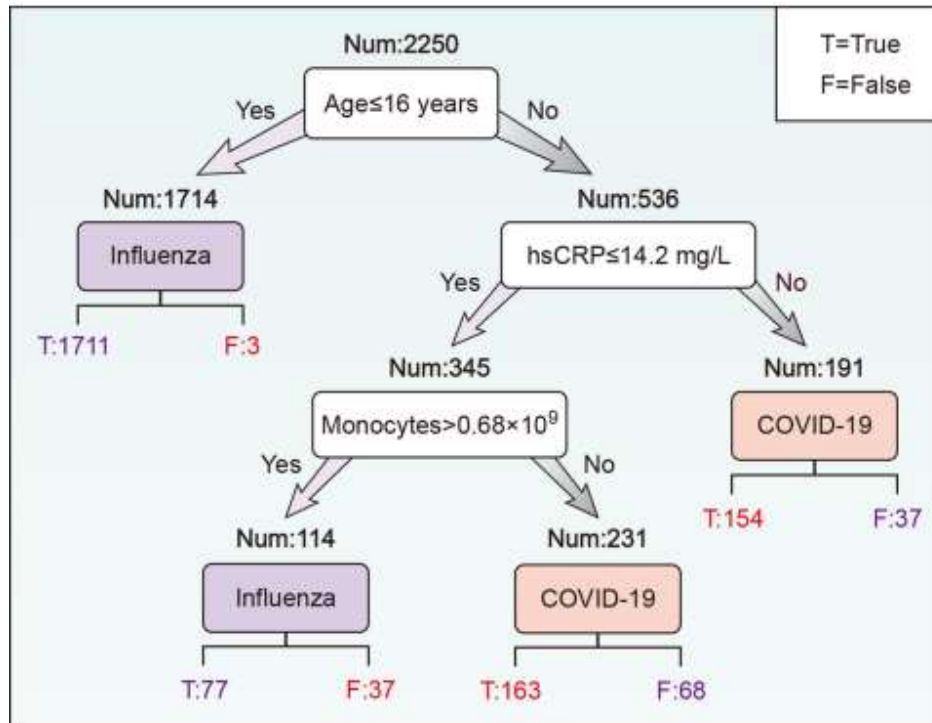 Num:2250
T=True
F=False
Age≤16 years
Yes
No
Num:1714
Num:536
Influenza
hsCRP≤14.2 mg/L
Yes
No
T:1711
F:3
Num:345
Num:191
Monocytes>0.68×10⁹
COVID-19
Yes
No
T:154
F:37
Num:114
Num:231
Influenza
COVID-19
T:77
F:37
T:163
F:68